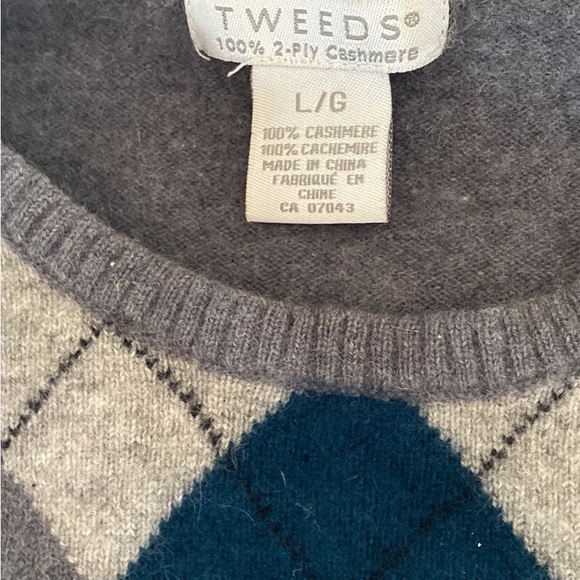 TWEEDS®
100% 2-Ply Cashmere
L/G
100% CASHMERE
100% CACHEMIRE
MADE IN CHINA
FABRIQUÉ EN
CHINE
CA 07043